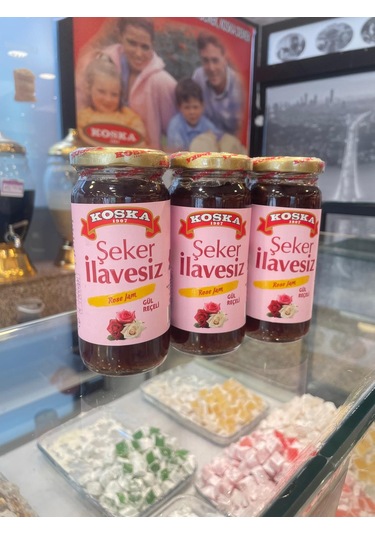 KOSKA
KOSKA
1907
Şeker
İlavesiz
Rose Jam
GÜL
REÇELİ
KOSKA
1907
Şeker
İlavesiz
Rose Jam
GÜL
REÇELİ
KOSKA
1907
Şeker
İlavesiz
Rose Jam
GÜL
REÇELİ